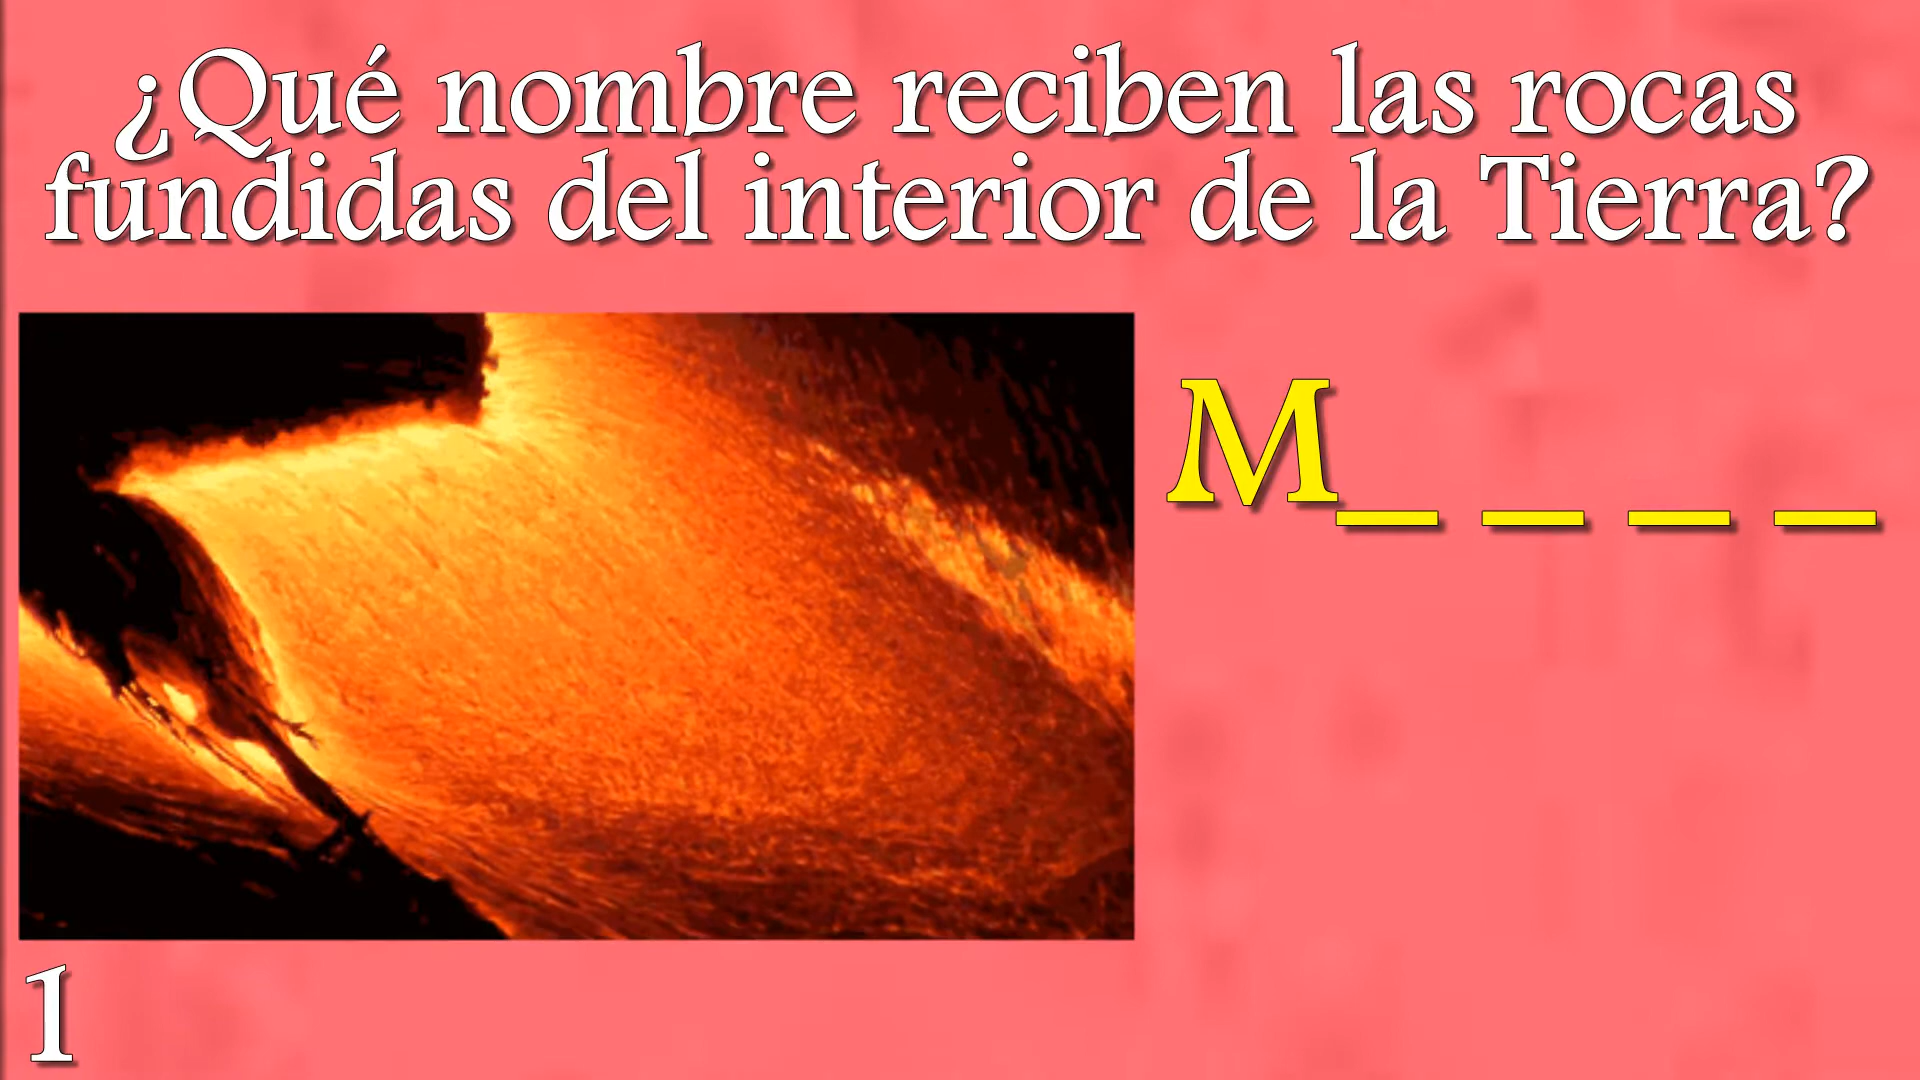 ¿Qué nombre reciben las rocas
fundidas del interior de la Tierra?
M_ _ _ _
1